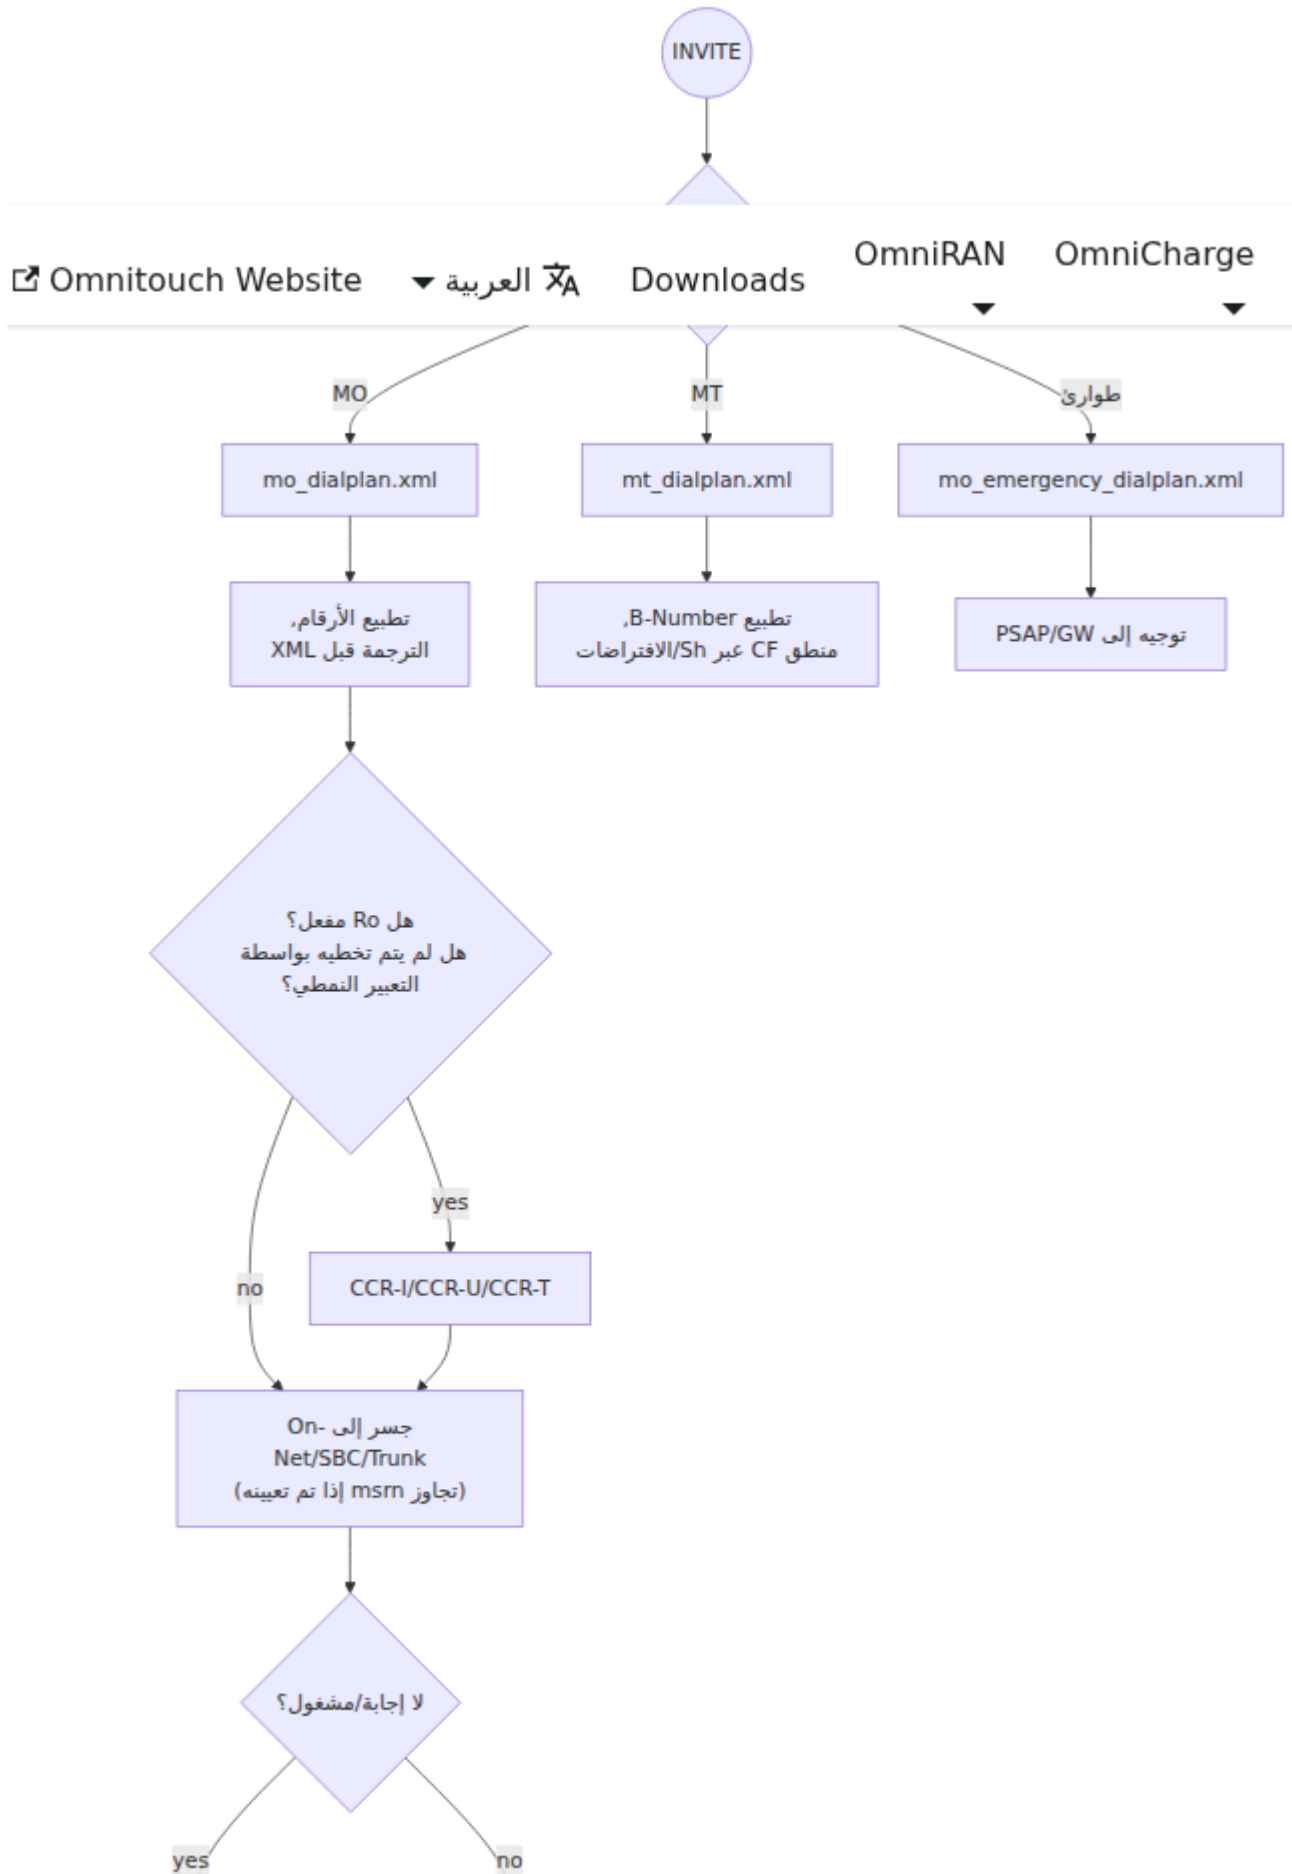 INVITE
OmniRAN
OmniCharge
Omnitouch Website
العربية
Downloads
MO
MT
طوارئ
mo_dialplan.xml
mt_dialplan.xml
mo_emergency_dialplan.xml
تطبيع الأرقام,
الترجمة قبل XML
تطبيع B-Number,
منطق CF عبر Sh/الافتراضات
توجيه إلى PSAP/GW
هل Ro مفعل؟
هل لم يتم تخطيه بواسطة
التعبير النمطي؟
yes
no
CCR-I/CCR-U/CCR-T
جسر إلى On-
Net/SBC/Trunk
(تجاوز msrn إذا تم تعيينه)
لا إجابة/مشغول؟
yes
no